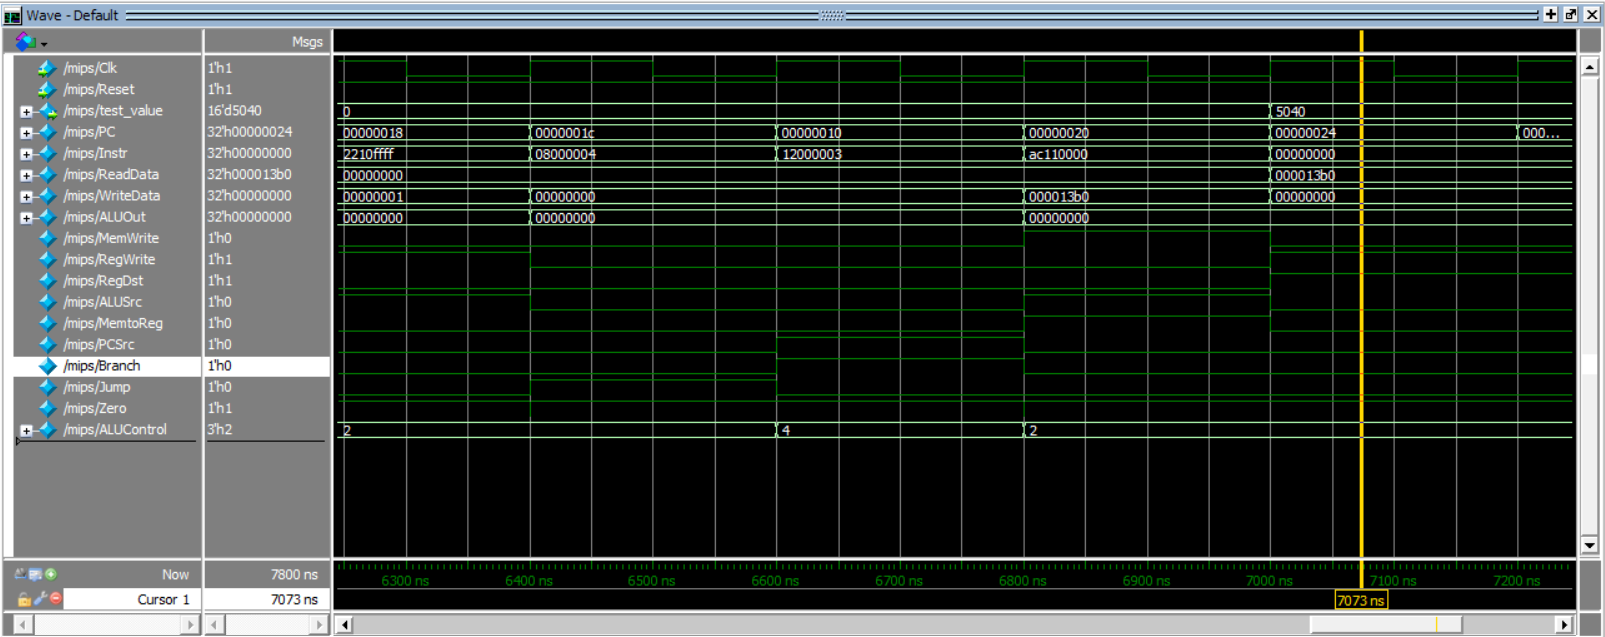 Wave - Default
Msgs
/mips/Clk 1'h1
/mips/Reset 1'h1
/mips/test_value 16'd5040 0 5040
/mips/PC 32'h00000024 00000018 0000001c 00000010 00000020 00000024 000...
/mips/Instr 32'h00000000 2210ffff 08000004 12000003 ac110000 00000000
/mips/ReadData 32'h000013b0 00000000 000013b0
/mips/WriteData 32'h00000000 00000001 00000000 000013b0 00000000
/mips/ALUOut 32'h00000000 00000000 00000000 00000000
/mips/MemWrite 1'h0
/mips/RegWrite 1'h1
/mips/RegDst 1'h1
/mips/ALUSrc 1'h0
/mips/MemtoReg 1'h0
/mips/PCSrc 1'h0
/mips/Branch 1'h0
/mips/Jump 1'h0
/mips/Zero 1'h1
/mips/ALUControl 3'h2 2 4 2
Now 7800 ns 6300 ns 6400 ns 6500 ns 6600 ns 6700 ns 6800 ns 6900 ns 7000 ns 7100 ns 7200 ns
Cursor 1 7073 ns 7073 ns